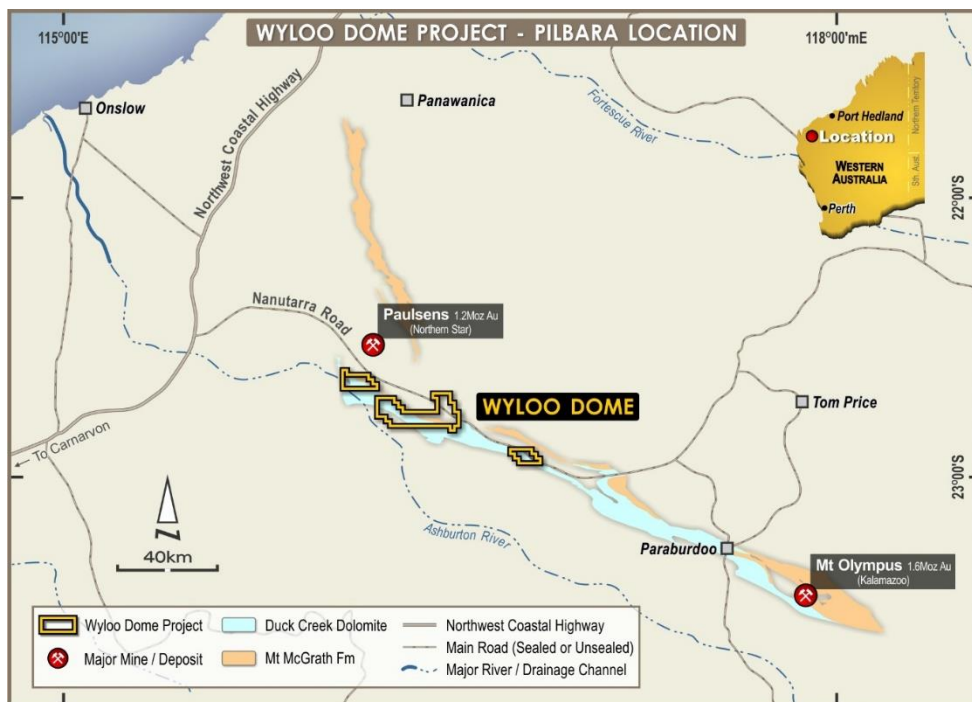 115°00'E
WYLOO DOME PROJECT - PILBARA LOCATION
118°00'mE
Onslow
Panawanica
Northwest Coastal Highway
Fortescue River
Port Hedland
Location
WESTERN
AUSTRALIA
Perth
Northern Territory
Sth. Aust.
22°00'S
Nanutarra Road
Paulsens 1.2Moz Au
(Northern Star)
WYLOO DOME
Tom Price
To Carnarvon
23°00'S
N
40km
Ashburton River
Paraburdoo
Mt Olympus 1.6Moz Au
(Kalamazoo)
Wyloo Dome Project
Duck Creek Dolomite
Northwest Coastal Highway
Major Mine / Deposit
Mt McGrath Fm
Main Road (Sealed or Unsealed)
Major River / Drainage Channel